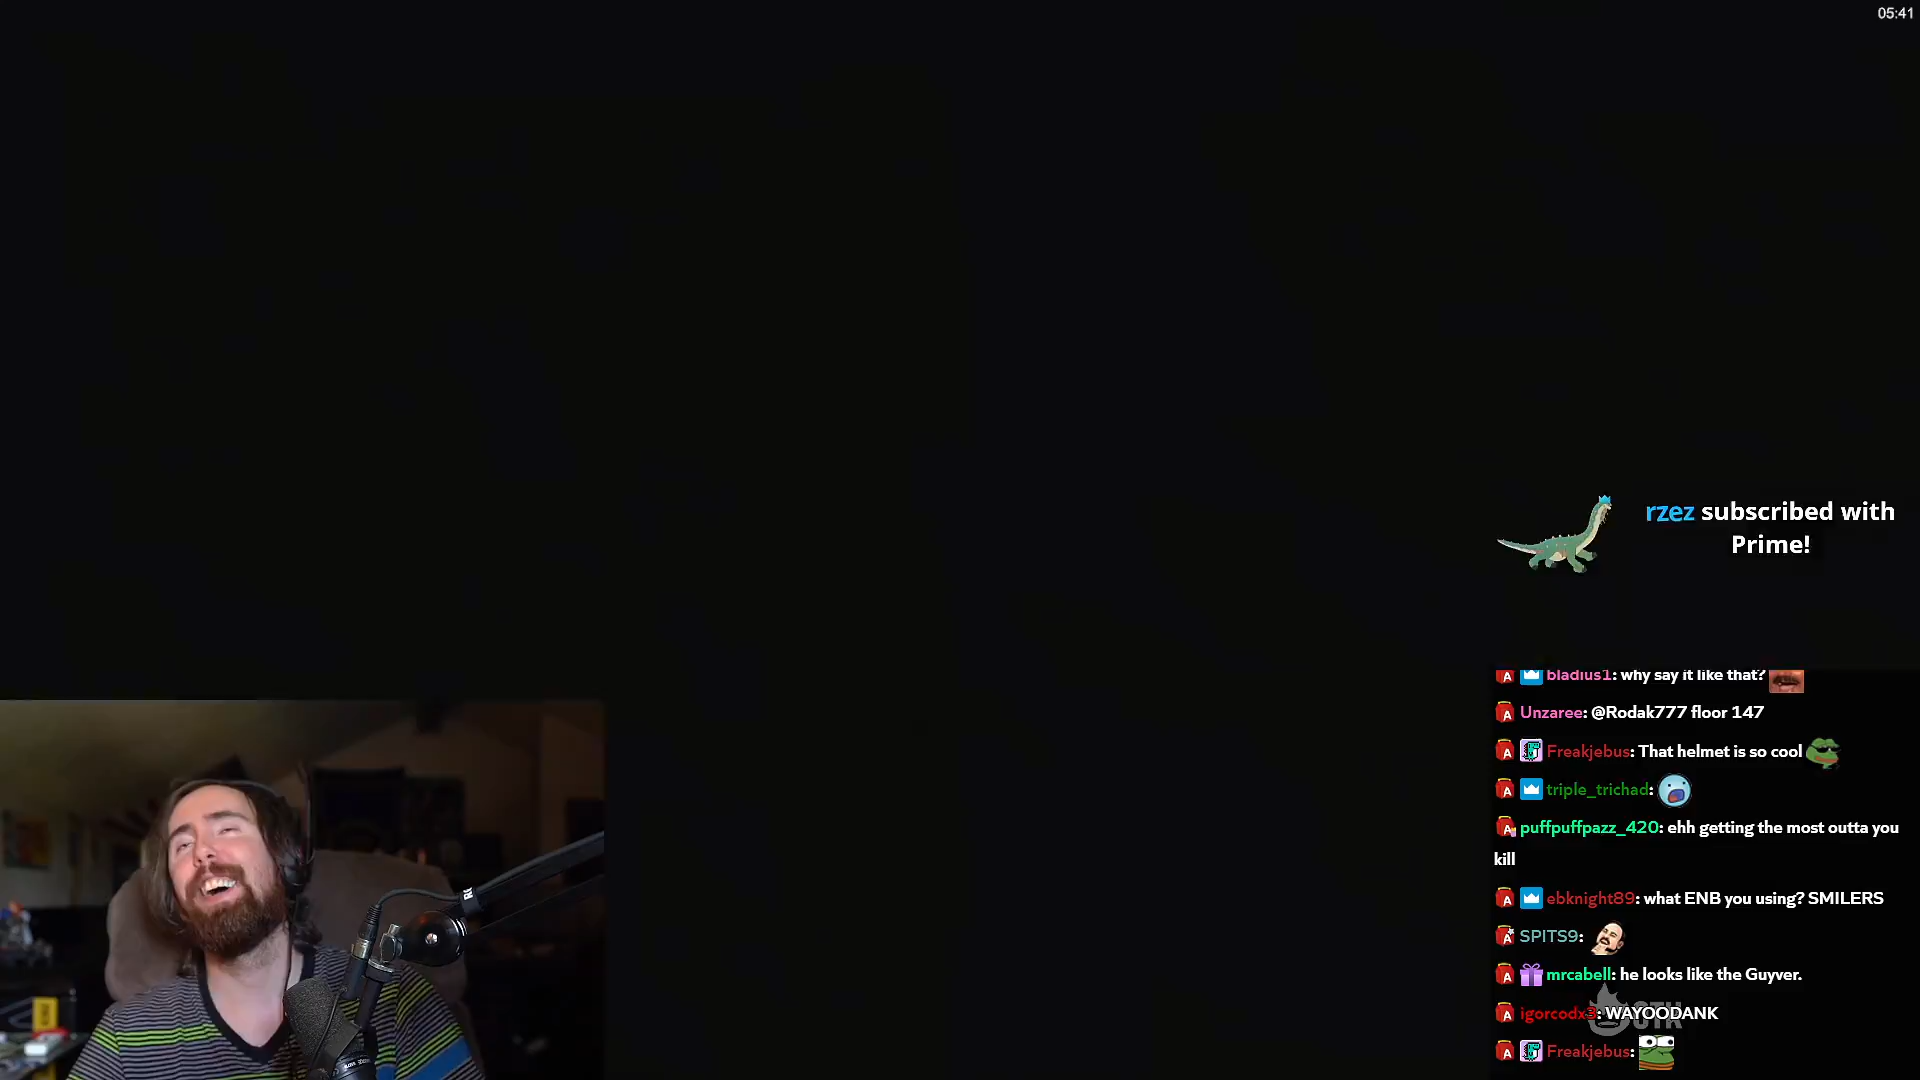 05:41
rzez subscribed with
Prime!
bladius1: why say it like that?
Unzaree: @Rodak777 floor 147
Freakjebus: That helmet is so cool
triple_trichad:
puffpuffpazz_420: ehh getting the most outta you
kill
ebknight89: what ENB you using? SMILERS
SPITS9:
mrcabell: he looks like the Guyver.
igorcodx3: WAYOODANK
Freakjebus: